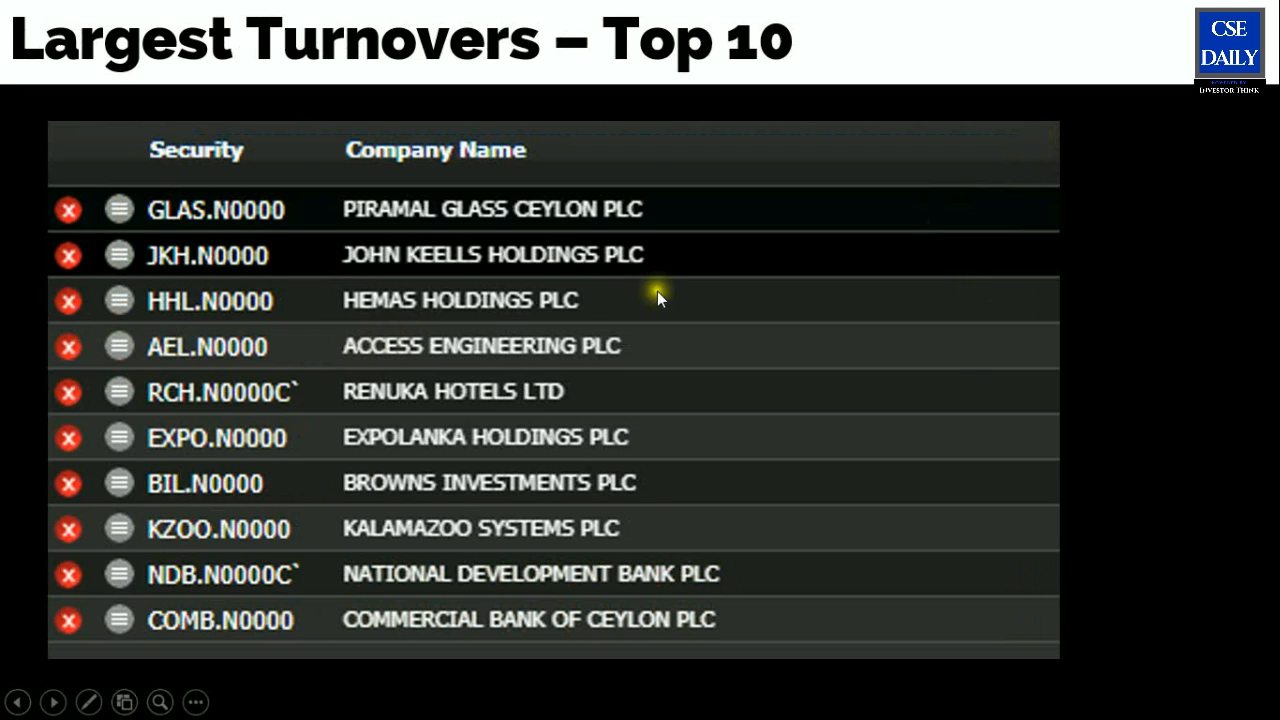 Largest Turnovers – Top 10
CSE
DAILY
POWERED BY
INVESTOR THINK
Security Company Name
GLAS.N0000 PIRAMAL GLASS CEYLON PLC
JKH.N0000 JOHN KEELLS HOLDINGS PLC
HHL.N0000 HEMAS HOLDINGS PLC
AEL.N0000 ACCESS ENGINEERING PLC
RCH.N0000C` RENUKA HOTELS LTD
EXPO.N0000 EXPOLANKA HOLDINGS PLC
BIL.N0000 BROWNS INVESTMENTS PLC
KZOO.N0000 KALAMAZOO SYSTEMS PLC
NDB.N0000C` NATIONAL DEVELOPMENT BANK PLC
COMB.N0000 COMMERCIAL BANK OF CEYLON PLC